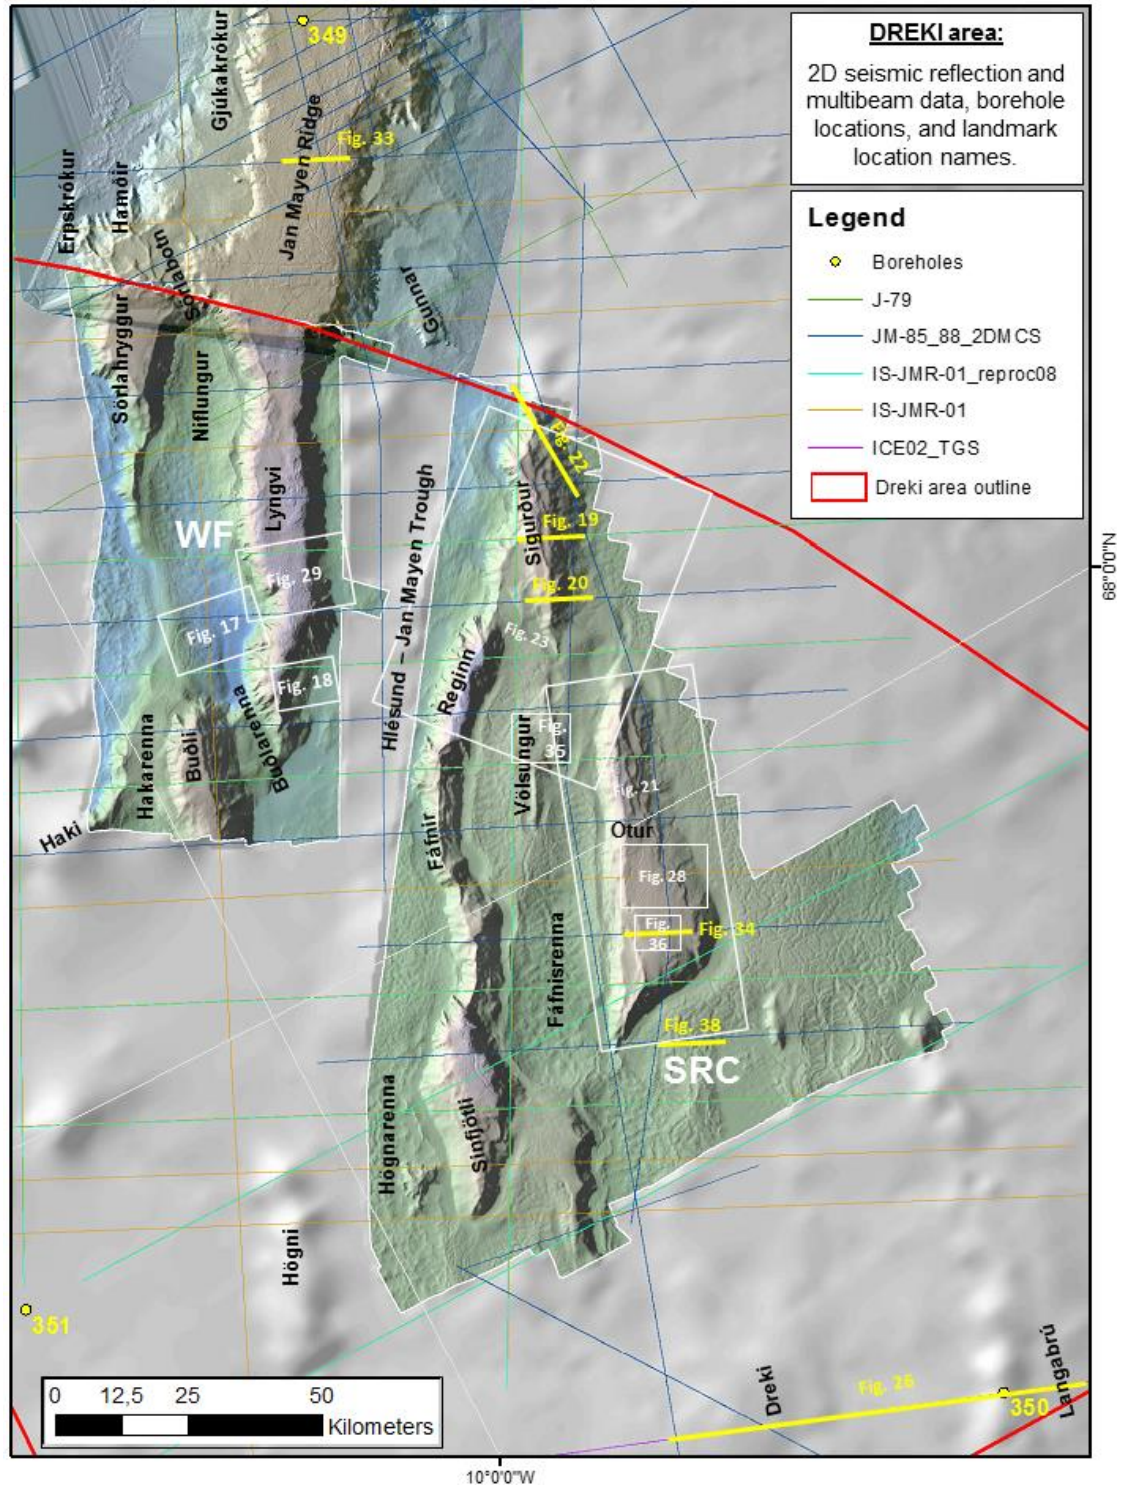 DREKI area:
2D seismic reflection and
multibeam data, borehole
locations, and landmark
location names.
Legend
Boreholes
J-79
JM-85_88_2DMCS
IS-JMR-01_reproc08
IS-JMR-01
ICE02_TGS
Dreki area outline
349
Gjúkakrókur
Fig. 33
Jan Mayen Ridge
Erpskrókur
Hamðir
Sörlabotn
Gunnar
Sörlahryggur
Niflungur
Lyngvi
WF
Fig. 29
Fig. 17
Fig. 18
Hlésund – Jan Mayen Trough
Fig. 22
Sigurður
Fig. 19
Fig. 20
Fig. 23
Reginn
Hakarenna
Buðli
Buðlarenna
Haki
Völsungur
Fig.
35
Fig. 21
Otur
Fáfnir
Fig. 28
Fig.
36
Fig. 34
Fáfnisrenna
Fig. 38
SRC
Högnarenna
Sinfjötli
Högni
351
Dreki
Fig. 26
350
Langabrú
0 12,5 25 50
Kilometers
68°0'0"N
10°0'0"W